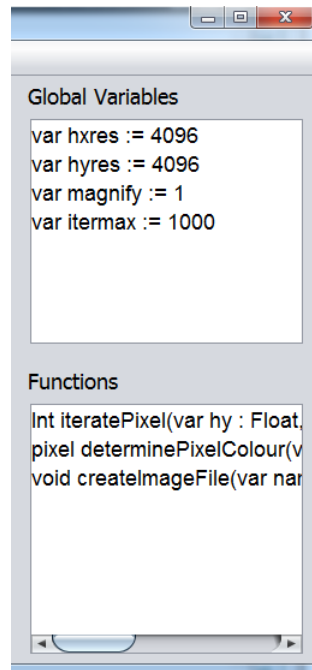 Global Variables
var hxres := 4096
var hyres := 4096
var magnify := 1
var itermax := 1000
Functions
Int iteratePixel(var hy : Float,
pixel determinePixelColour(v
void createImageFile(var nar